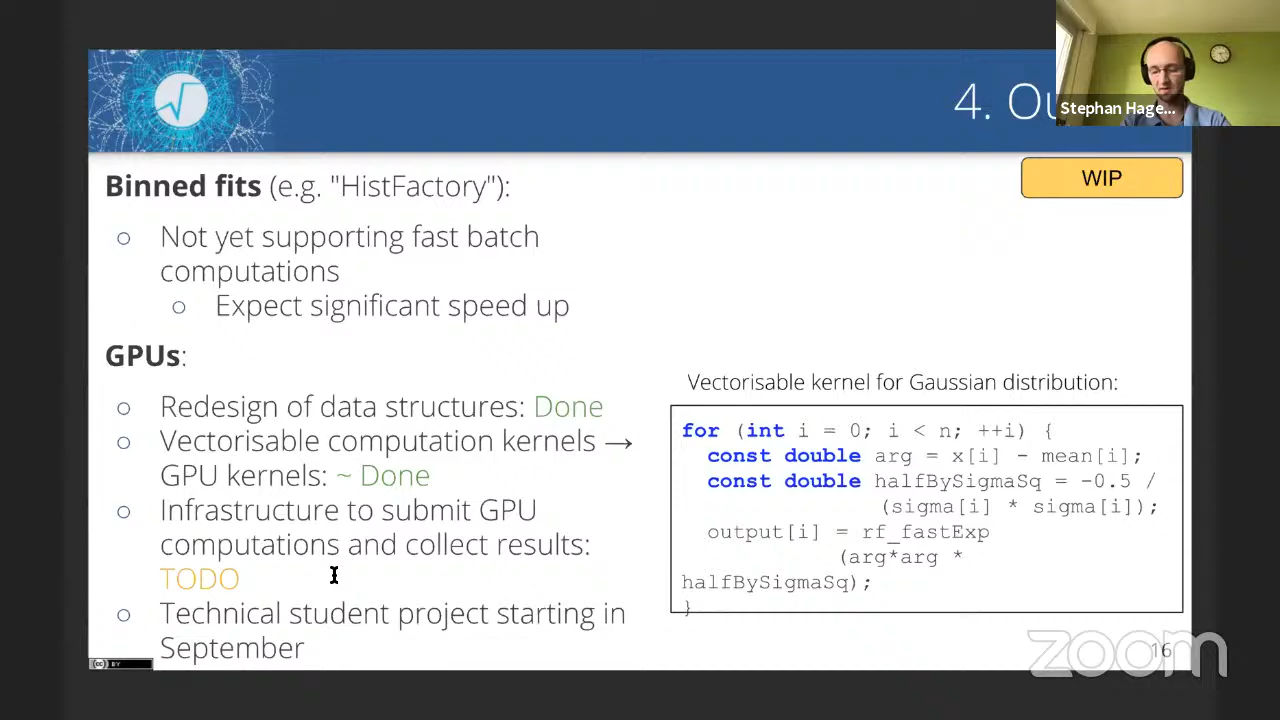 4. Ou
Stephan Hage...
Binned fits (e.g. "HistFactory"):
WIP
○ Not yet supporting fast batch
computations
○ Expect significant speed up
GPUs:
○ Redesign of data structures: Done
○ Vectorisable computation kernels →
GPU kernels: ~ Done
○ Infrastructure to submit GPU
computations and collect results:
TODO
○ Technical student project starting in
September
Vectorisable kernel for Gaussian distribution:
for (int i = 0; i < n; ++i) {
const double arg = x[i] - mean[i];
const double halfBySigmaSq = -0.5 /
(sigma[i] * sigma[i]);
output[i] = rf_fastExp
(arg*arg *
halfBySigmaSq);
}
cc BY
zoom
16